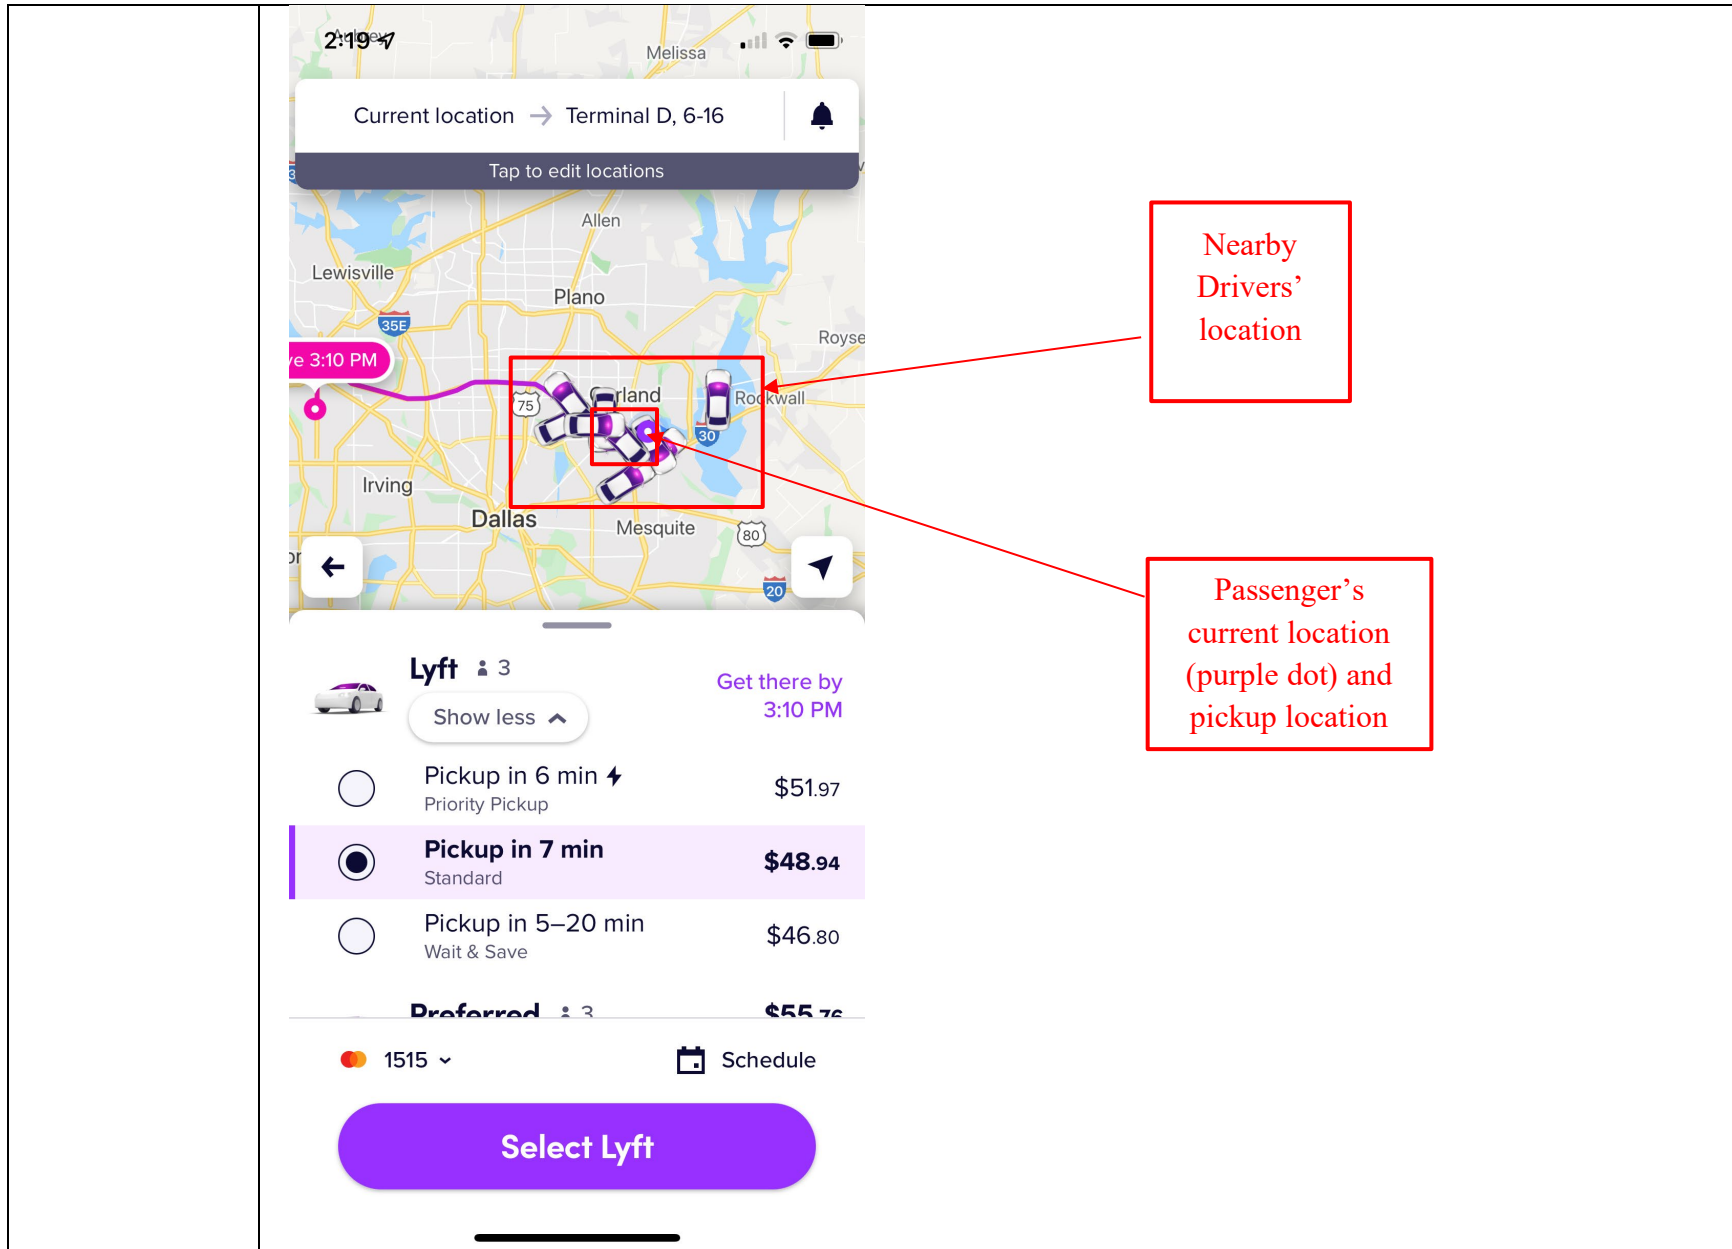 2:19
Melissa
Current location → Terminal D, 6-16
Tap to edit locations
Allen
Lewisville
Plano
35E
Royse
ve 3:10 PM
75
Rockwall
30
Irving
Dallas
Mesquite
80
20
Nearby
Drivers’
location
Passenger’s
current location
(purple dot) and
pickup location
Lyft 3
Get there by
3:10 PM
Show less
Pickup in 6 min
$51.97
Priority Pickup
Pickup in 7 min
$48.94
Standard
Pickup in 5–20 min
$46.80
Wait & Save
Preferred 3
$55.76
1515
Schedule
Select Lyft